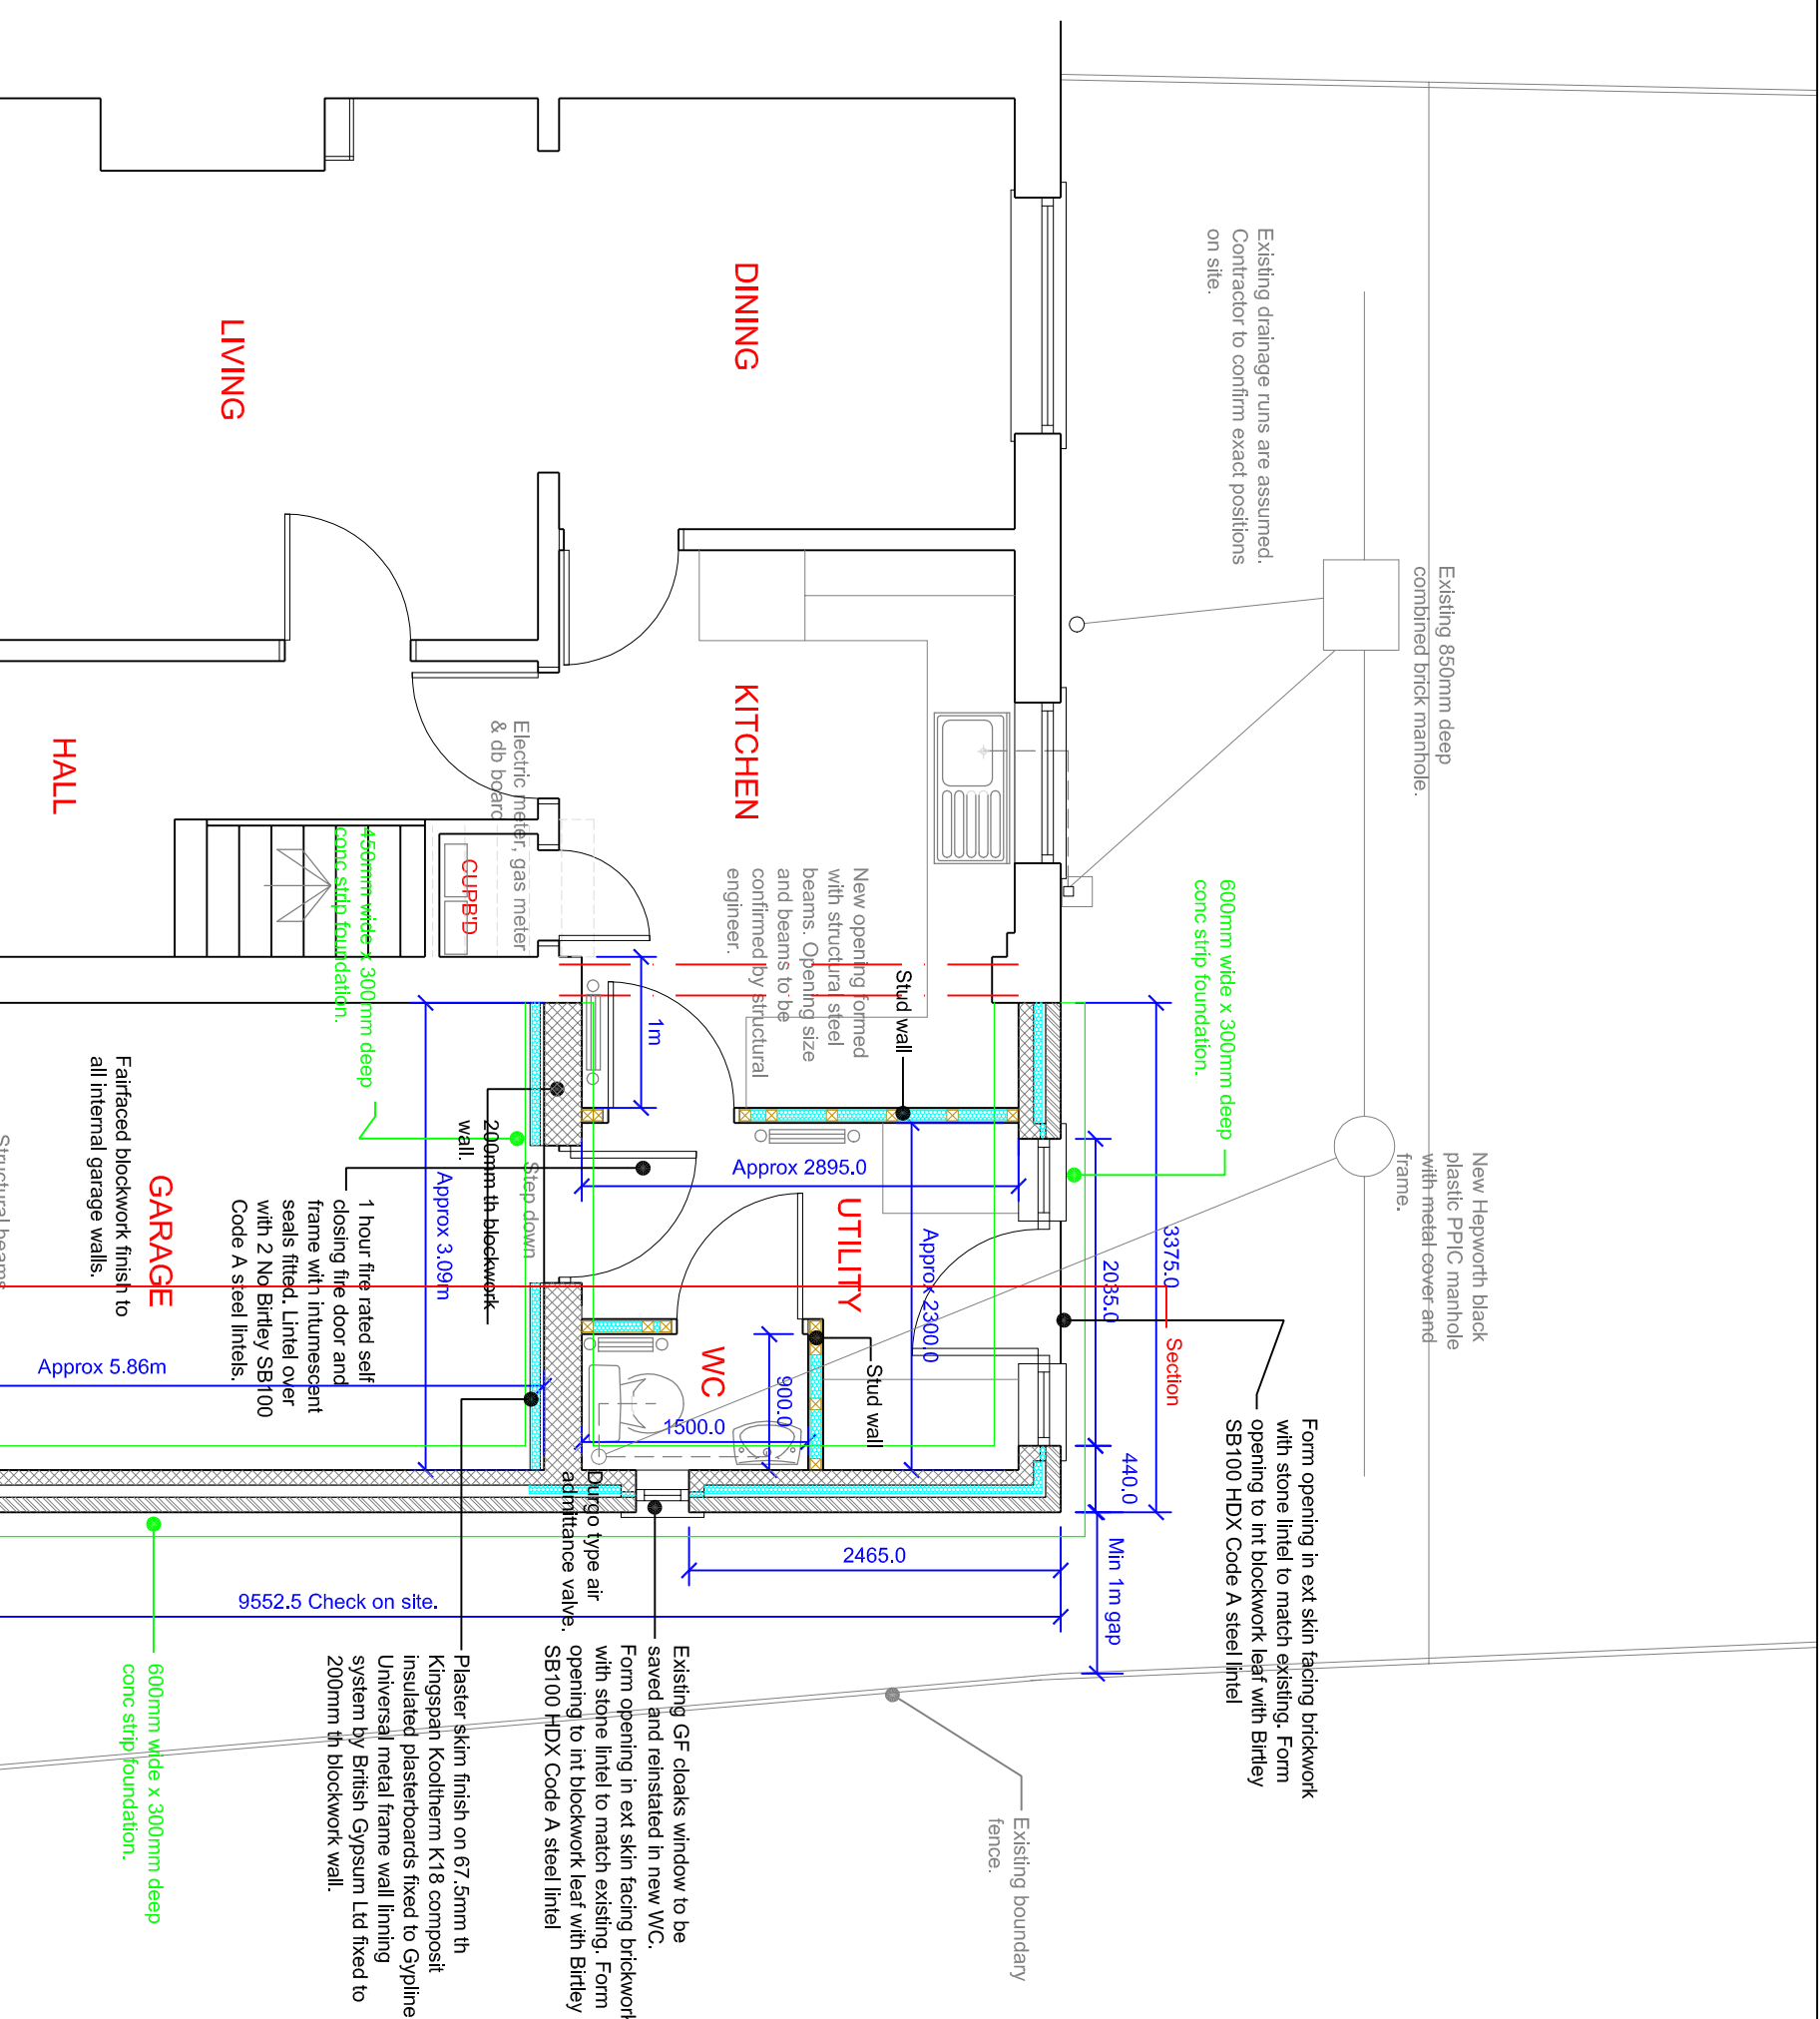 Existing drainage runs are assumed.
Contractor to confirm exact positions
on site.
Existing 850mm deep
combined brick manhole.
New Hepworth black
plastic PPIC manhole
with metal cover and
frame.
DINING
LIVING
KITCHEN
HALL
CUPB'D
Electric meter, gas meter
& db board
450mm wide x 300mm deep
conc strip foundation.
New opening formed
with structural steel
beams. Opening size
and beams to be
confirmed by structural
engineer.
Stud wall
600mm wide x 300mm deep
conc strip foundation.
1m
Approx 2895.0
UTILITY
Approx 2300.0
3375.0
2035.0
440.0
Min 1m gap
Section
Form opening in ext skin facing brickwork
with stone lintel to match existing. Form
opening to int blockwork leaf with Birtley
SB100 HDX Code A steel lintel
200mm th blockwork
wall.
Step down
Approx 3.09m
1 hour fire rated self
closing fire door and
frame with intumescent
seals fitted. Lintel over
with 2 No Birtley SB100
Code A steel lintels.
Fairfaced blockwork finish to
all internal garage walls.
GARAGE
Structural beams
Approx 5.86m
WC
900.0
1500.0
Stud wall
Durgo type air
admittance valve.
2465.0
9552.5 Check on site.
Existing GF cloaks window to be
saved and reinstated in new WC.
Form opening in ext skin facing brickwork
with stone lintel to match existing. Form
opening to int blockwork leaf with Birtley
SB100 HDX Code A steel lintel
Plaster skim finish on 67.5mm th
Kingspan Kooltherm K18 composit
insulated plasterboards fixed to Gypline
Universal metal frame wall linning
system by British Gypsum Ltd fixed to
200mm th blockwork wall.
600mm wide x 300mm deep
conc strip foundation.
Existing boundary
fence.